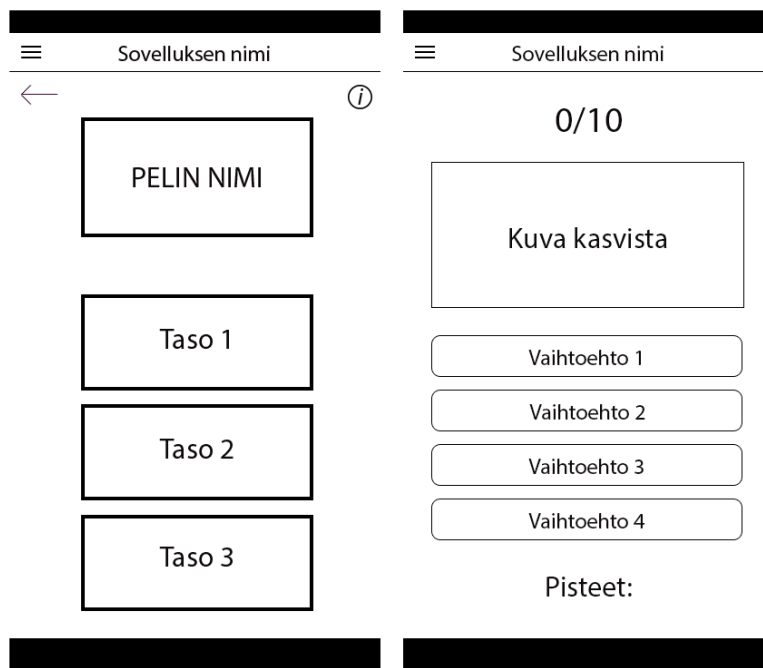 Sovelluksen nimi
i
PELIN NIMI
Taso 1
Taso 2
Taso 3
Sovelluksen nimi
0/10
Kuva kasvista
Vaihtoehto 1
Vaihtoehto 2
Vaihtoehto 3
Vaihtoehto 4
Pisteet: